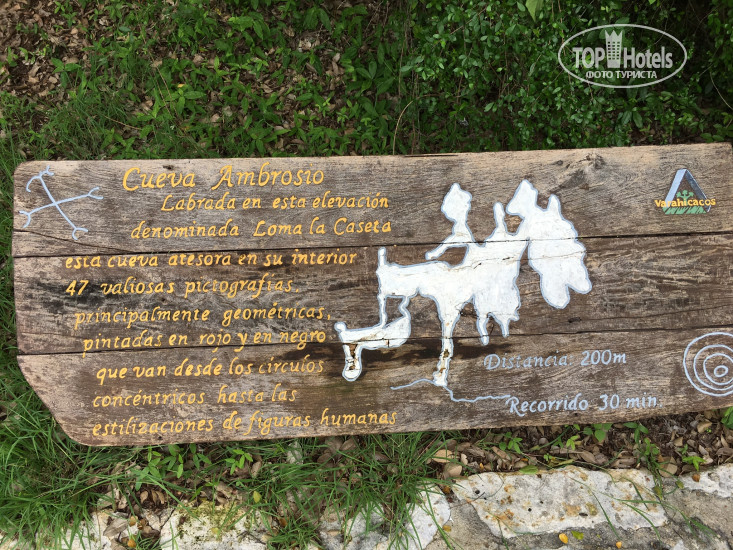 TOP Hotels
ФОТО ТУРИСТА
Cueva Ambrosio
Labrada en esta elevación
denominada Loma la Caseta
esta cueva atesora en su interior
47 valiosas pictografías,
principalmente geométricas,
pintadas en rojo y en negro
que van desde los círculos
concéntricos hasta las
estilizaciones de figuras humanas
Varahicacos
Distancia 200m
Recorrido 30 min.